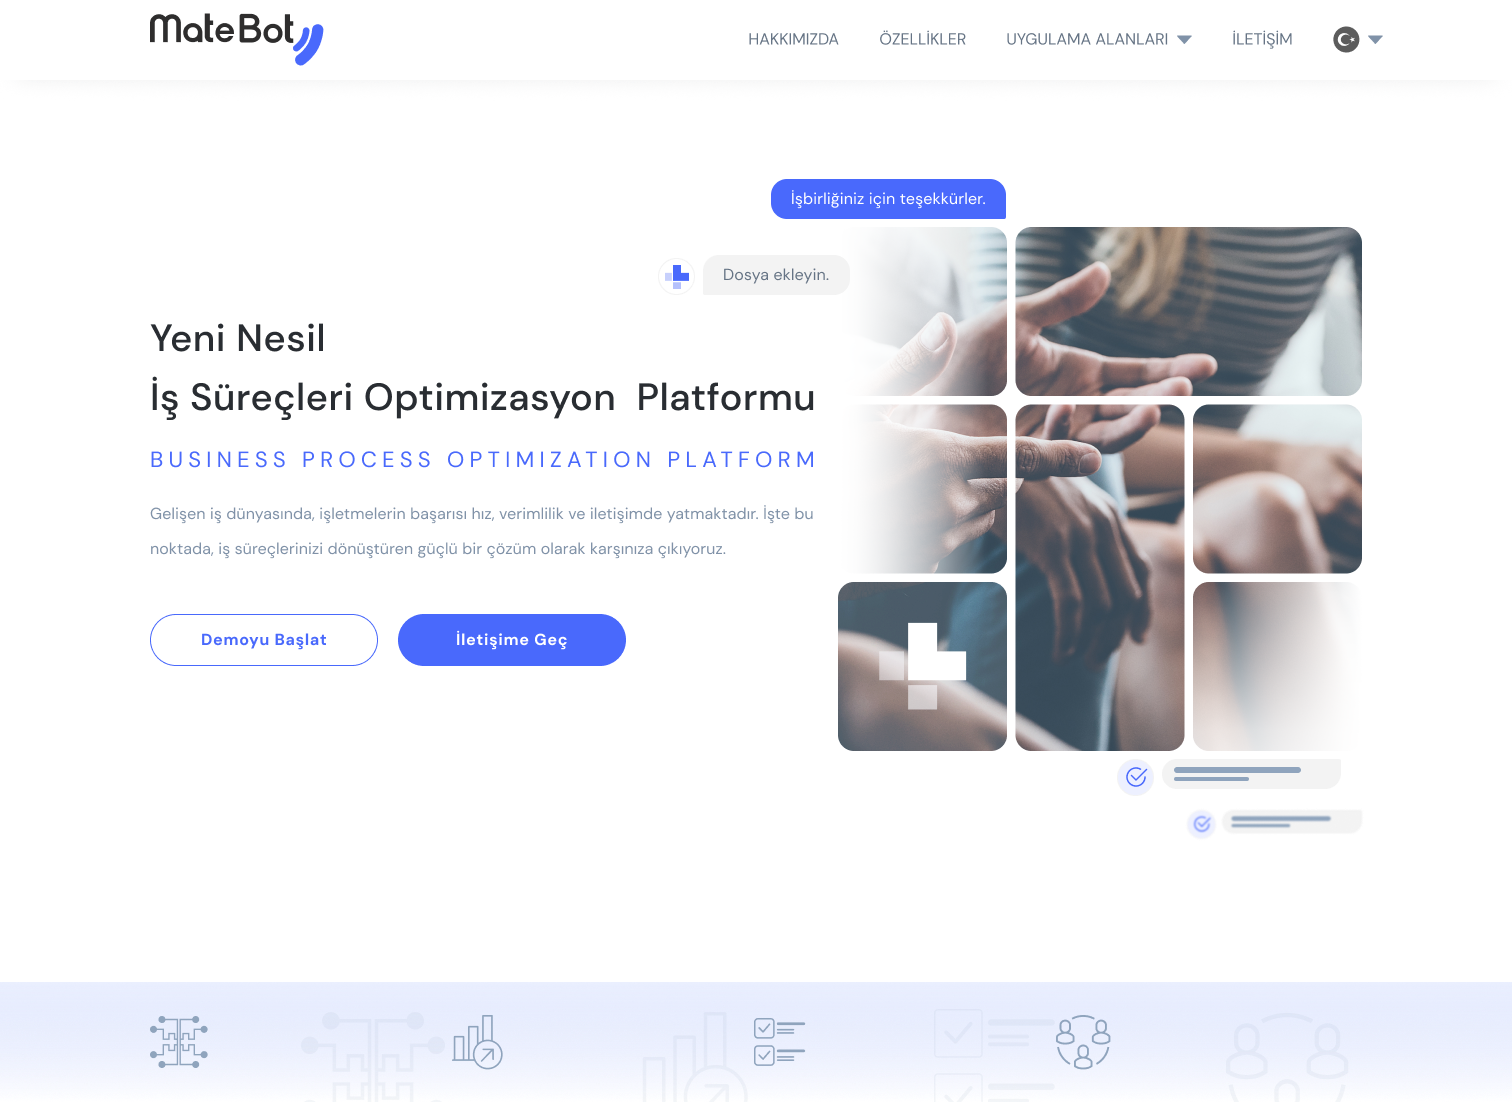 MateBot
HAKKIMIZDA
ÖZELLİKLER
UYGULAMA ALANLARI
İLETİŞİM
İşbirliğiniz için teşekkürler.
Dosya ekleyin.
Yeni Nesil
İş Süreçleri Optimizasyon Platformu
BUSINESS PROCESS OPTIMIZATION PLATFORM
Gelişen iş dünyasında, işletmelerin başarısı hız, verimlilik ve iletişimde yatmaktadır. İşte bu
noktada, iş süreçlerinizi dönüştüren güçlü bir çözüm olarak karşınıza çıkıyoruz.
Demoyu Başlat
İletişime Geç